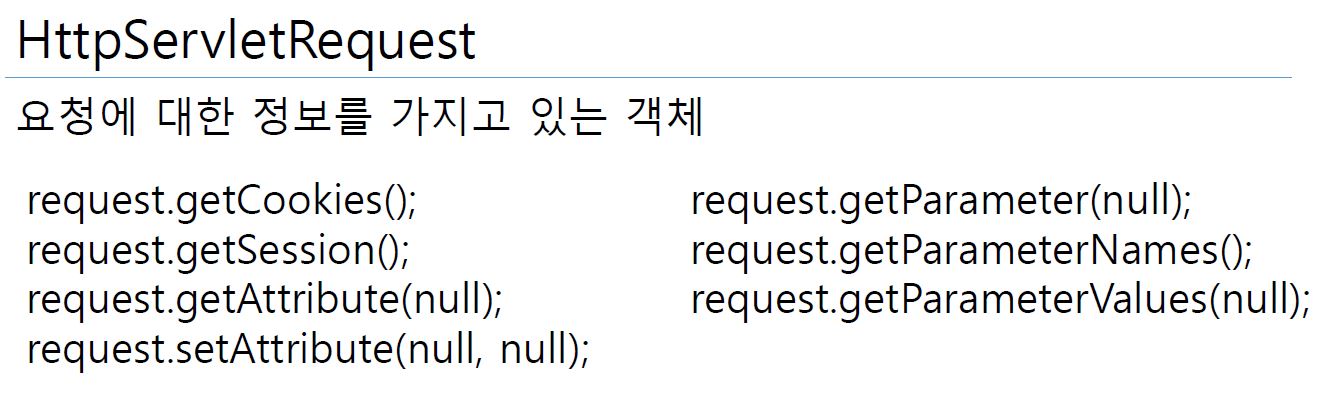 HttpServletRequest
요청에 대한 정보를 가지고 있는 객체
request.getCookies();
request.getSession();
request.getAttribute(null);
request.setAttribute(null, null);
request.getParameter(null);
request.getParameterNames();
request.getParameterValues(null);